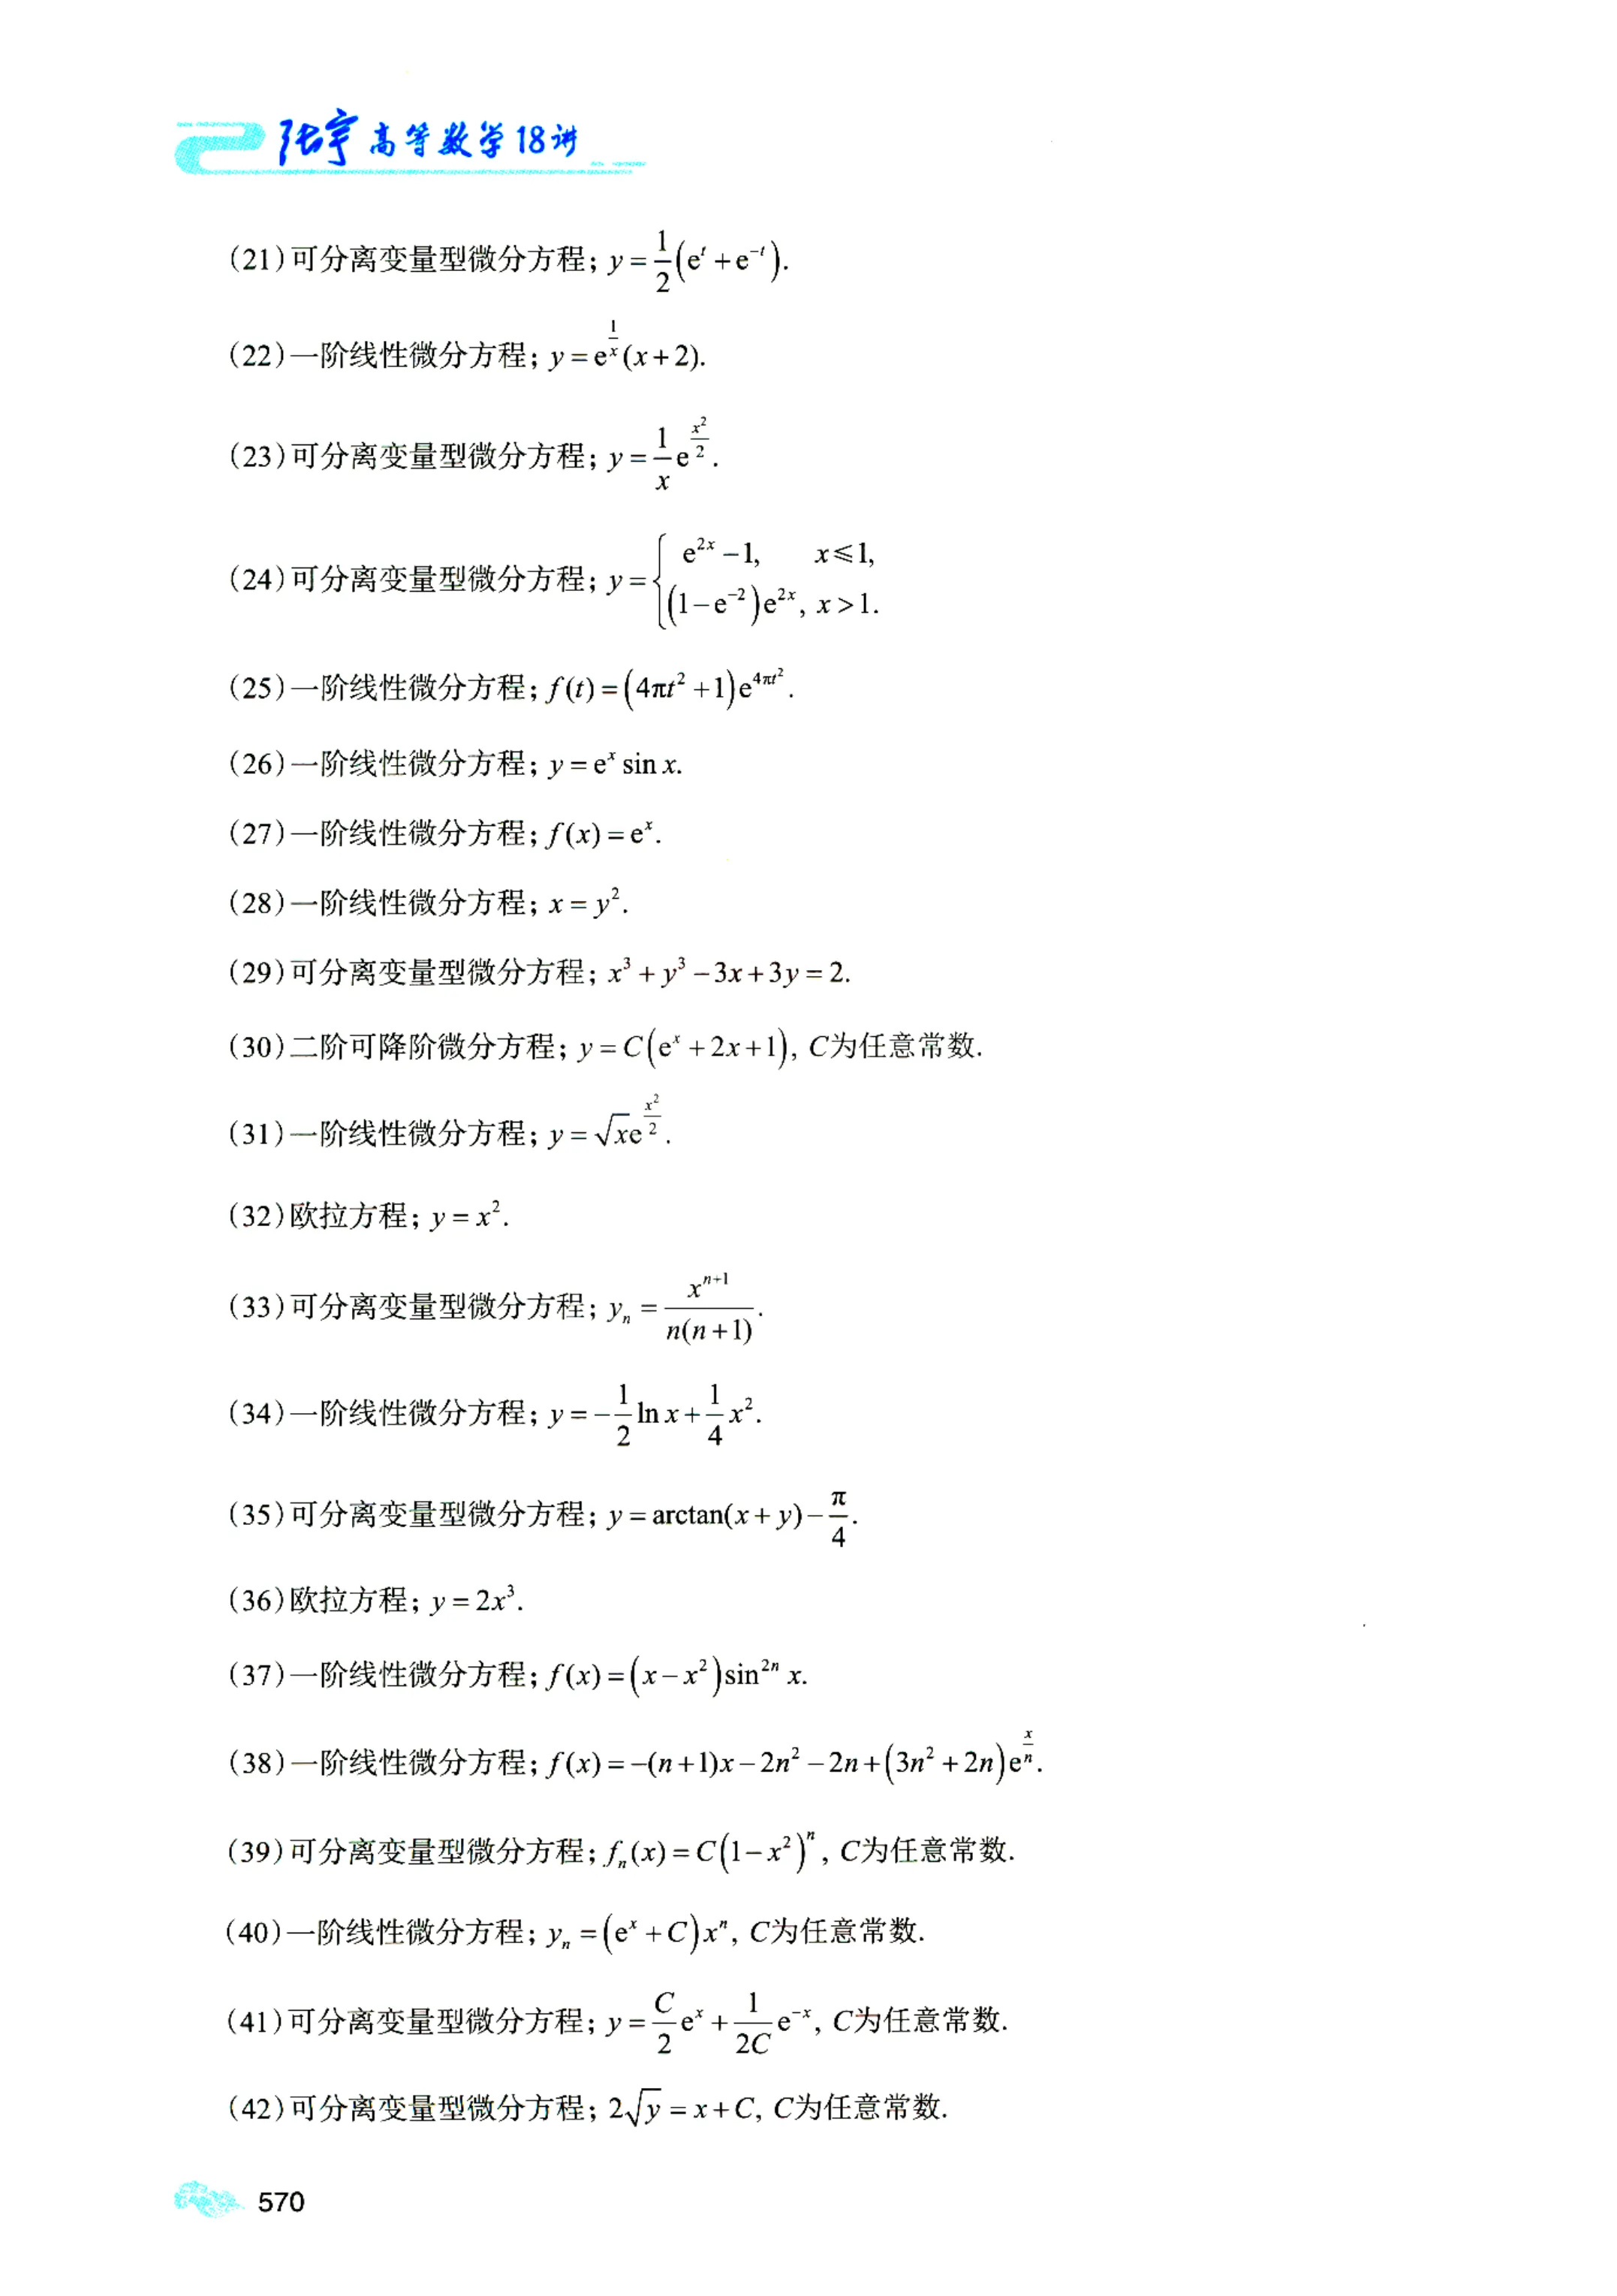 张宇 高等数学18讲
(21)可分离变量型微分方程; $y=\frac{1}{2}\left(e^{t}+e^{-t}\right)$.
(22)一阶线性微分方程; $y=e^{\frac{1}{x}}(x+2)$.
(23)可分离变量型微分方程; $y=\frac{1}{x}e^{\frac{x^2}{2}}$.
(24)可分离变量型微分方程; $y=\begin{cases}e^{2x}-1, & x\leqslant 1,\\ \left(1-e^{-2}\right)e^{2x}, & x>1.\end{cases}$
(25)一阶线性微分方程; $f(t)=\left(4\pi t^2+1\right)e^{4\pi t^2}$.
(26)一阶线性微分方程; $y=e^{x}\sin x$.
(27)一阶线性微分方程; $f(x)=e^{x}$.
(28)一阶线性微分方程; $x=y^2$.
(29)可分离变量型微分方程; $x^3+y^3-3x+3y=2$.
(30)二阶可降阶微分方程; $y=C\left(e^{x}+2x+1\right)$, C为任意常数.
(31)一阶线性微分方程; $y=\sqrt{x}e^{\frac{x^2}{2}}$.
(32)欧拉方程; $y=x^2$.
(33)可分离变量型微分方程; $y_n=\frac{x^{n+1}}{n(n+1)}$.
(34)一阶线性微分方程; $y=-\frac{1}{2}\ln x+\frac{1}{4}x^2$.
(35)可分离变量型微分方程; $y=\arctan(x+y)-\frac{\pi}{4}$.
(36)欧拉方程; $y=2x^3$.
(37)一阶线性微分方程; $f(x)=\left(x-x^2\right)\sin^{2n}x$.
(38)一阶线性微分方程; $f(x)=-(n+1)x-2n^2-2n+\left(3n^2+2n\right)e^{\frac{x}{n}}$.
(39)可分离变量型微分方程; $f_n(x)=C\left(1-x^2\right)^n$, C为任意常数.
(40)一阶线性微分方程; $y_n=\left(e^{x}+C\right)x^n$, C为任意常数.
(41)可分离变量型微分方程; $y=\frac{C}{2}e^{x}+\frac{1}{2C}e^{-x}$, C为任意常数.
(42)可分离变量型微分方程; $2\sqrt{y}=x+C$, C为任意常数.
570